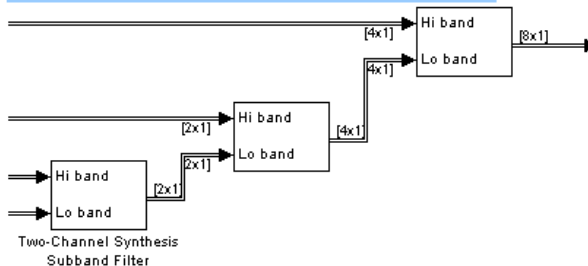 [4x1]
Hi band
[8x1]
Lo band
4x1]
[2x1]
Hi band
[4x1]
Lo band
2x1]
Hi band
[2x1]
Lo band
Two-Channel Synthesis
Subband Filter